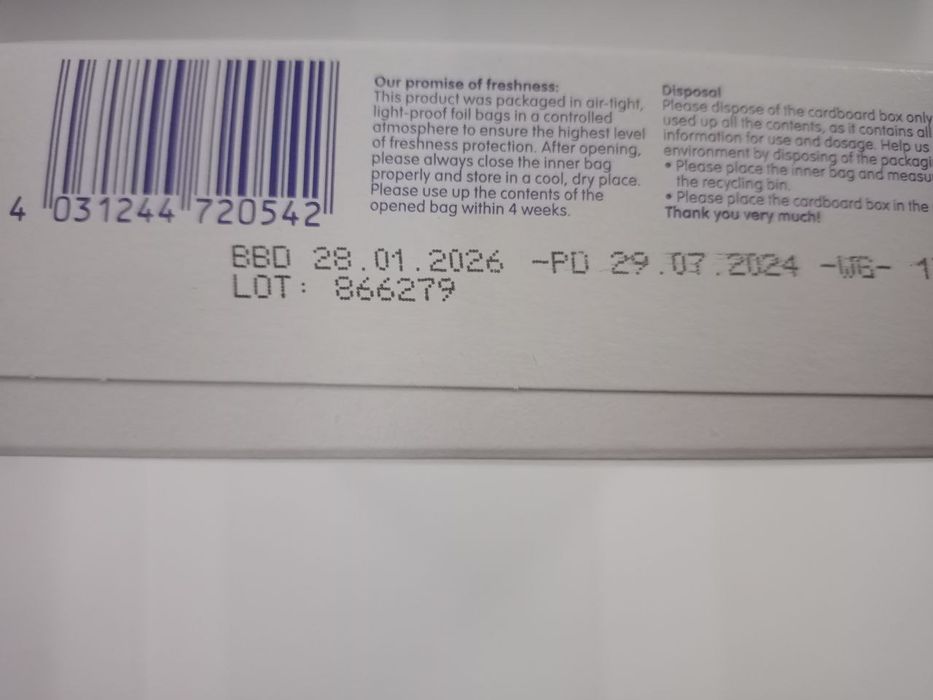 4 031244 720542
Our promise of freshness:
This product was packaged in air-tight,
light-proof foil bags in a controlled
atmosphere to ensure the highest level
of freshness protection. After opening,
please always close the inner bag
properly and store in a cool, dry place.
Please use up the contents of the
opened bag within 4 weeks.
Disposal
Please dispose of the cardboard box only
used up all the contents, as it contains all
information for use and dosage. Help us
environment by disposing of the packagi
• Please place the inner bag and measu
the recycling bin.
• Please place the cardboard box in the
Thank you very much!
BBD 28.01.2026 -PD 29.07.2024 -WG- 1
LOT: 866279